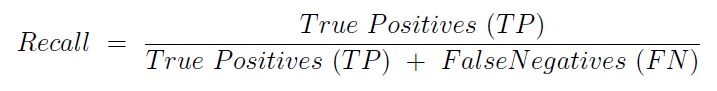 Recall = True Positives (TP)
True Positives (TP) + FalseNegatives (FN)